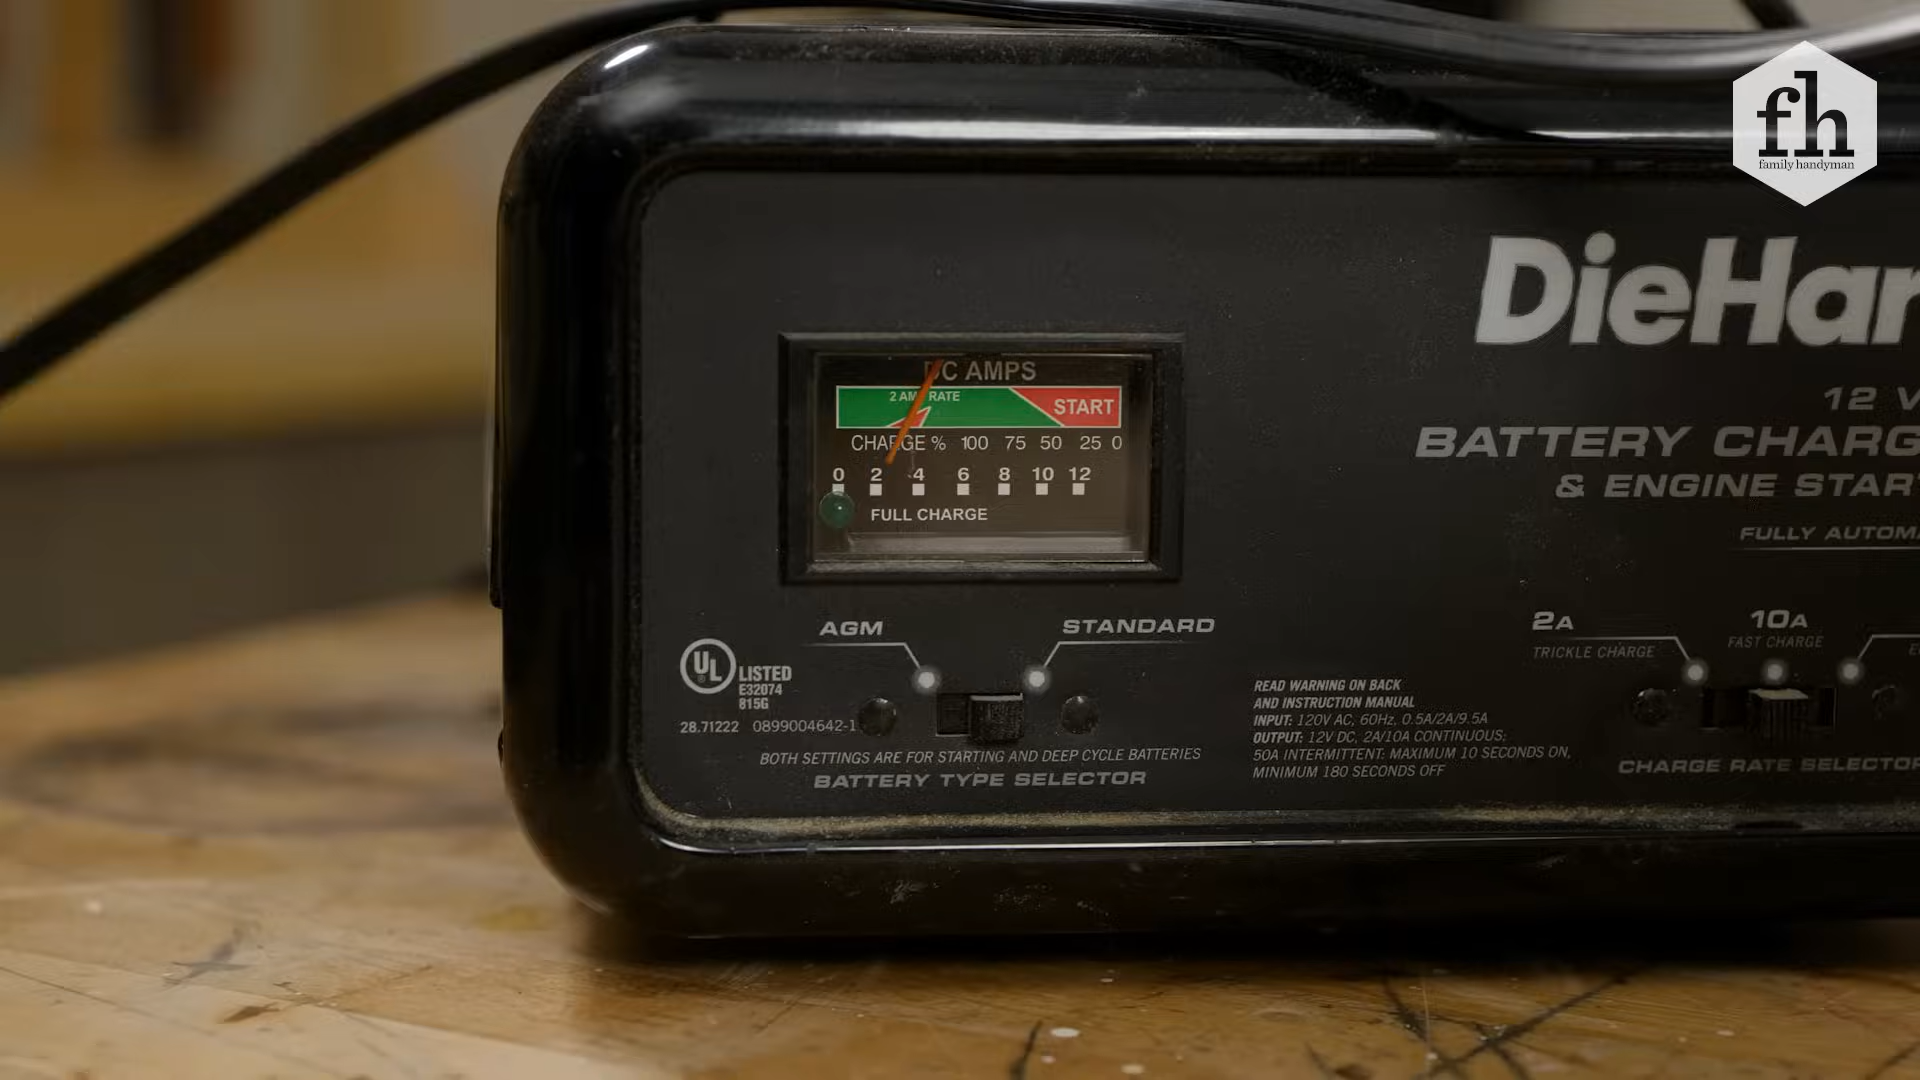 fh
family handyman
DieHar
12 V
BATTERY CHARG
& ENGINE START
FULLY AUTOMA
DC AMPS
2 AMP RATE
START
CHARGE % 100 75 50 25 0
0 2 4 6 8 10 12
FULL CHARGE
AGM
STANDARD
UL LISTED
E32074
815G
28.71222 0899004642-1
BOTH SETTINGS ARE FOR STARTING AND DEEP CYCLE BATTERIES
BATTERY TYPE SELECTOR
READ WARNING ON BACK
AND INSTRUCTION MANUAL
INPUT: 120V AC, 60Hz, 0.5A/2A/9.5A
OUTPUT: 12V DC, 2A/10A CONTINUOUS;
50A INTERMITTENT: MAXIMUM 10 SECONDS ON,
MINIMUM 180 SECONDS OFF
2A
TRICKLE CHARGE
10A
FAST CHARGE
CHARGE RATE SELECTOR